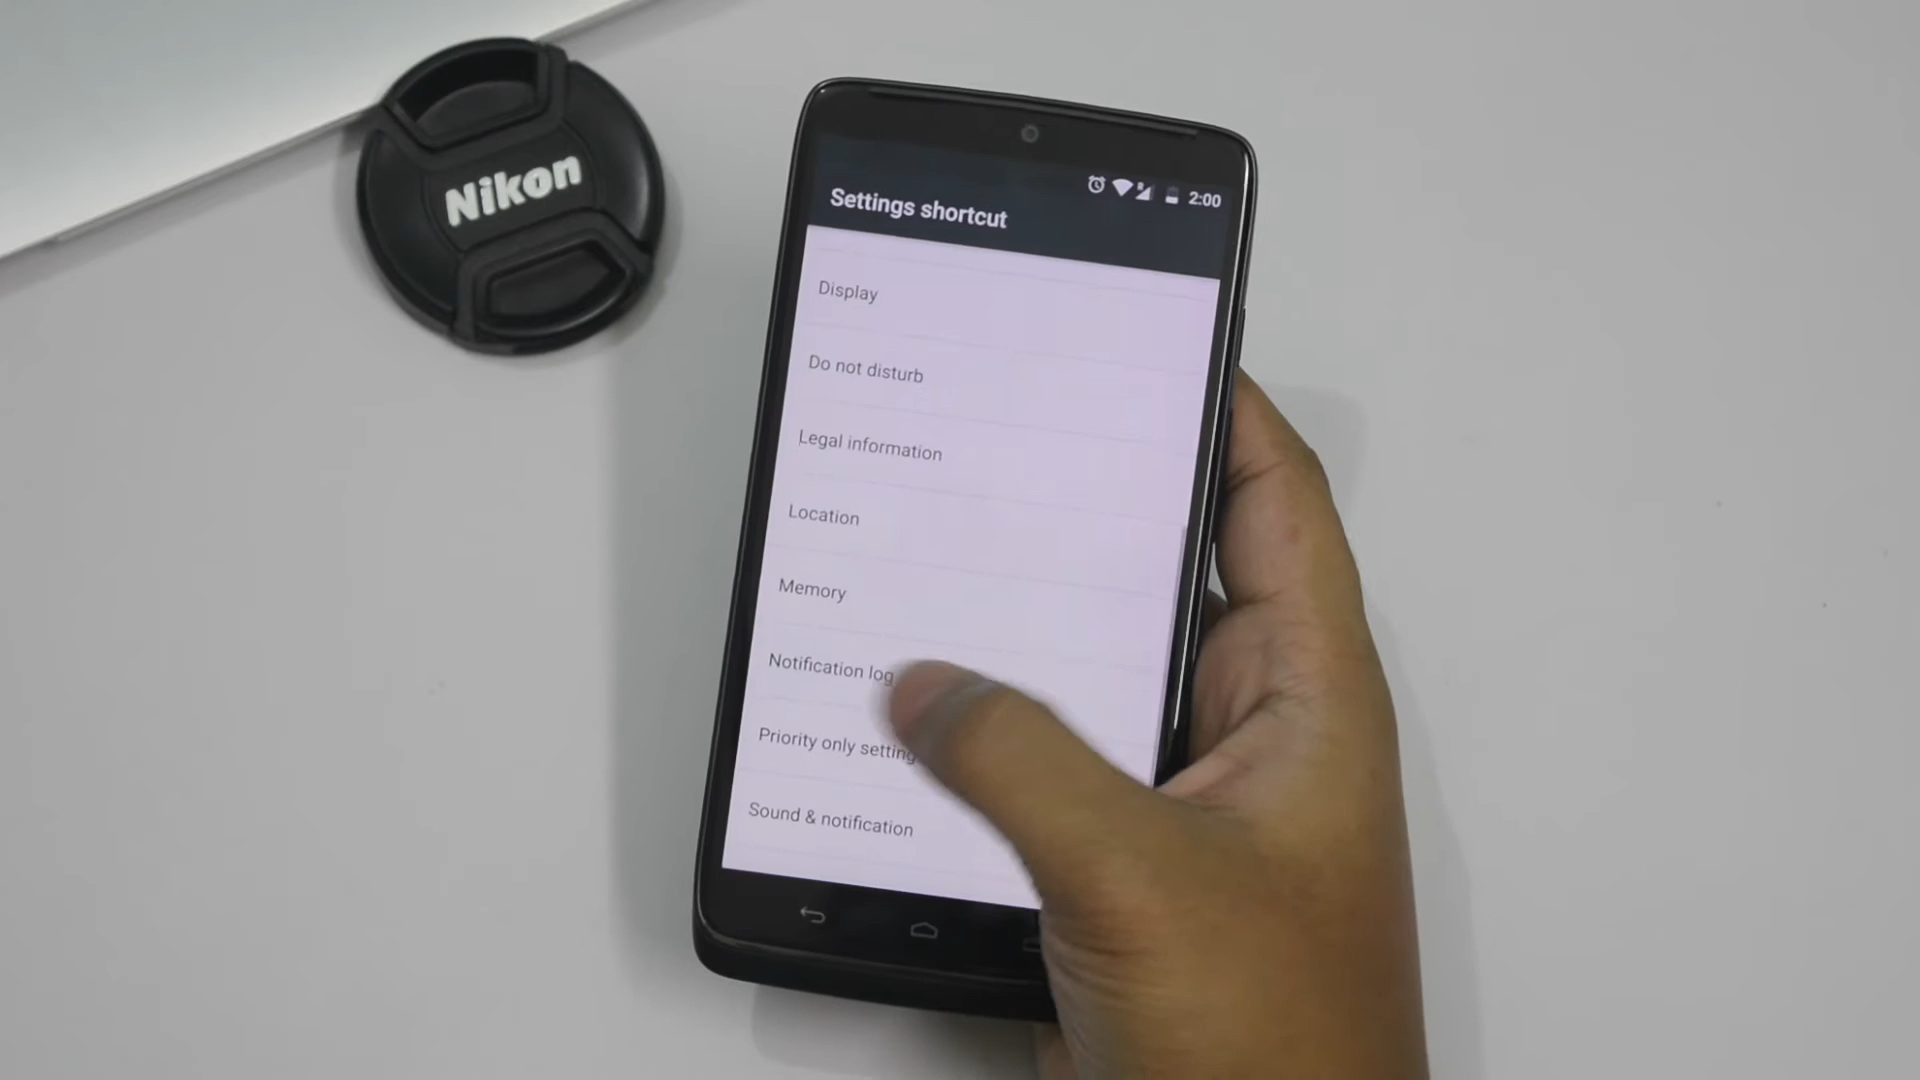 Nikon
2:00
Settings shortcut
Display
Do not disturb
Legal information
Location
Memory
Notification log
Priority only setting
Sound & notification